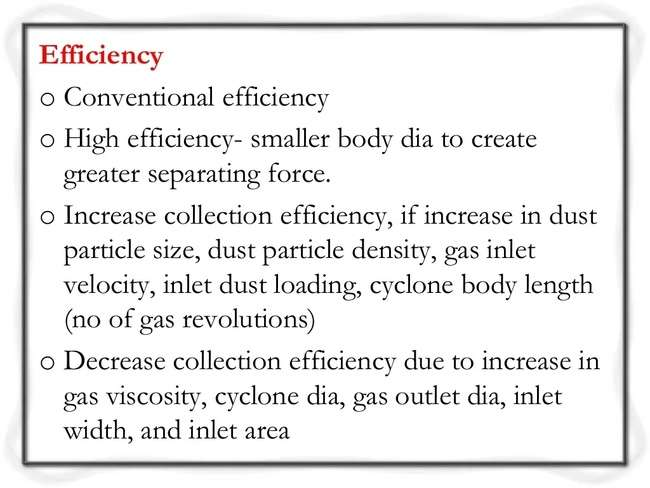 Efficiency
o Conventional efficiency
o High efficiency- smaller body dia to create
greater separating force.
o Increase collection efficiency, if increase in dust
particle size, dust particle density, gas inlet
velocity, inlet dust loading, cyclone body length
(no of gas revolutions)
o Decrease collection efficiency due to increase in
gas viscosity, cyclone dia, gas outlet dia, inlet
width, and inlet area